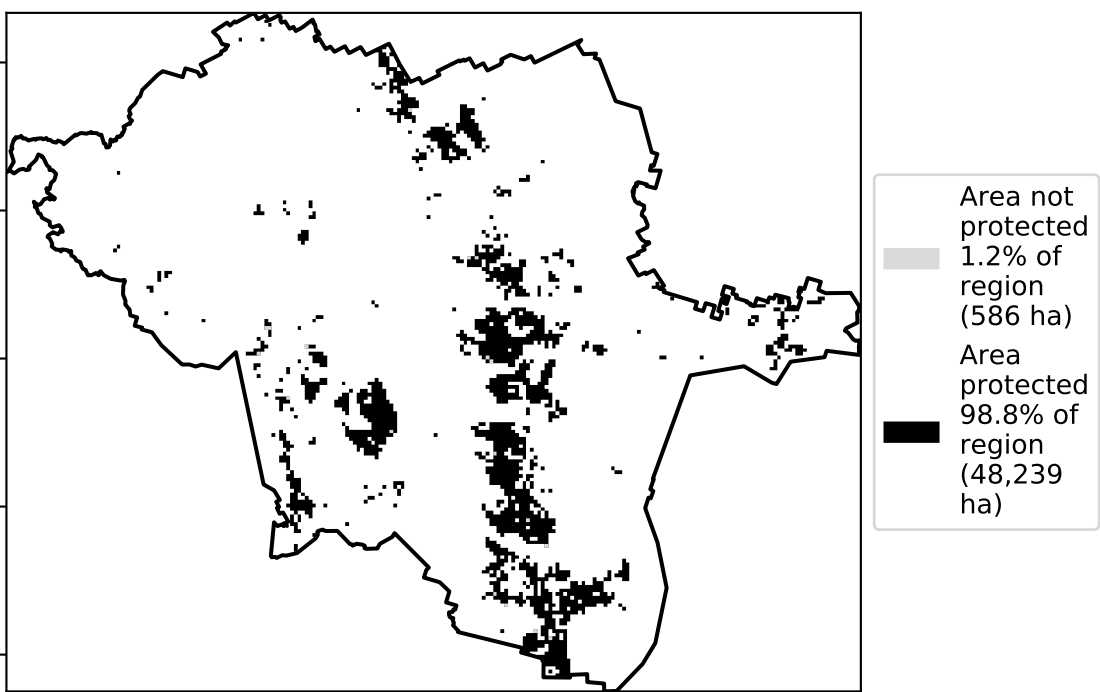 Area not
protected
1.2% of
region
(586 ha)
Area
protected
98.8% of
region
(48,239
ha)